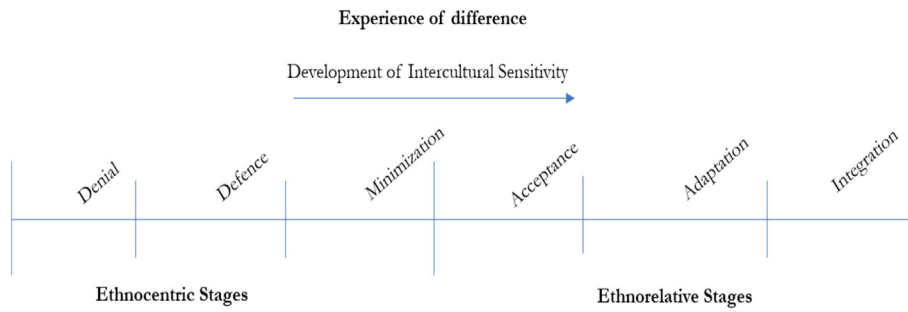 Experience of difference
Development of Intercultural Sensitivity
Denial
Defence
Minimization
Acceptance
Adaptation
Integration
Ethnocentric Stages
Ethnorelative Stages